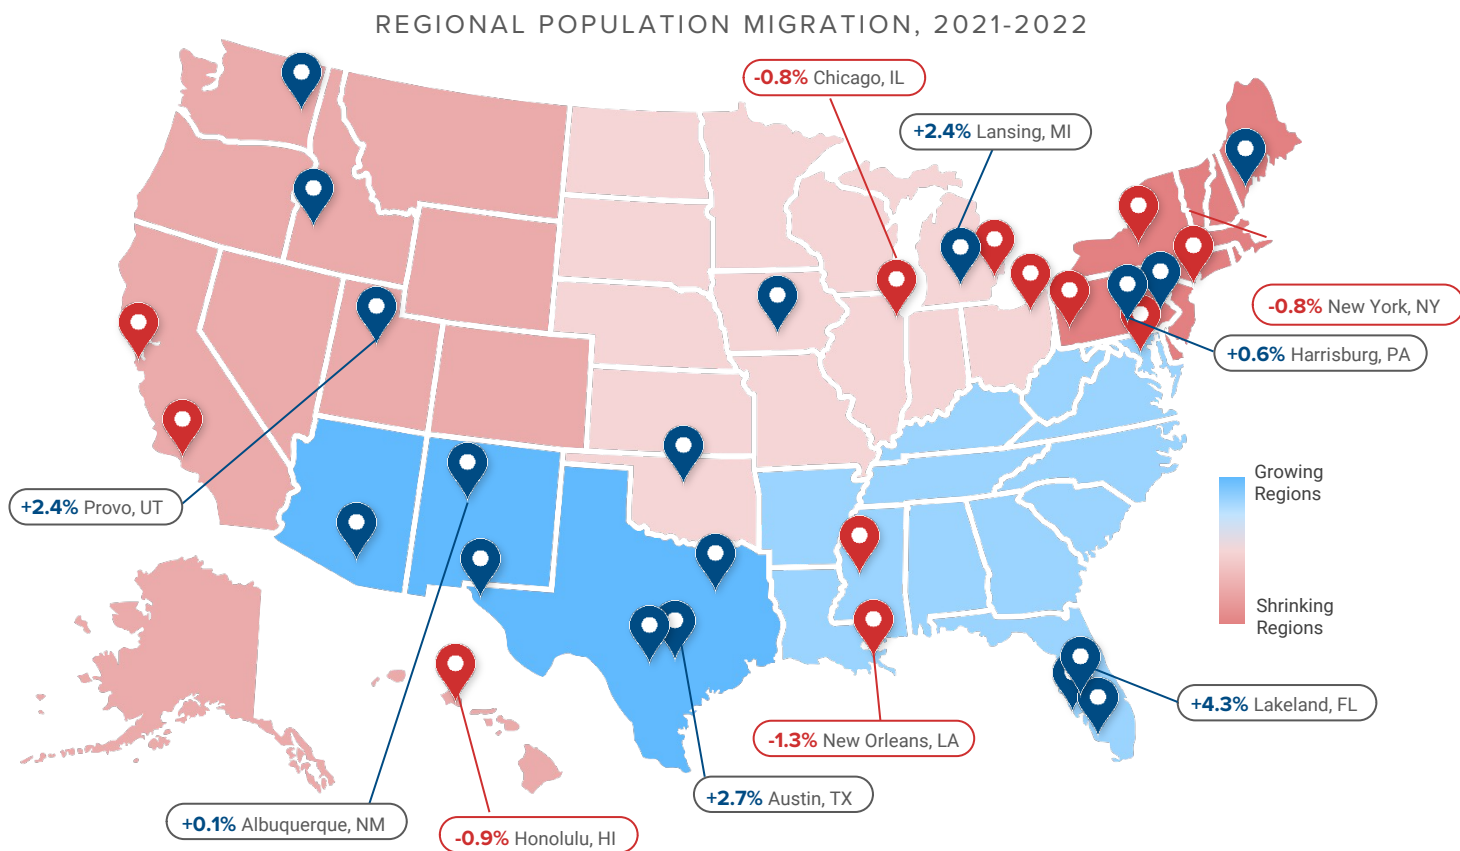 REGIONAL POPULATION MIGRATION, 2021-2022
-0.8% Chicago, IL
+2.4% Lansing, MI
-0.8% New York, NY
+0.6% Harrisburg, PA
+2.4% Provo, UT
Growing
Regions
Shrinking
Regions
+4.3% Lakeland, FL
-1.3% New Orleans, LA
+2.7% Austin, TX
+0.1% Albuquerque, NM
-0.9% Honolulu, HI